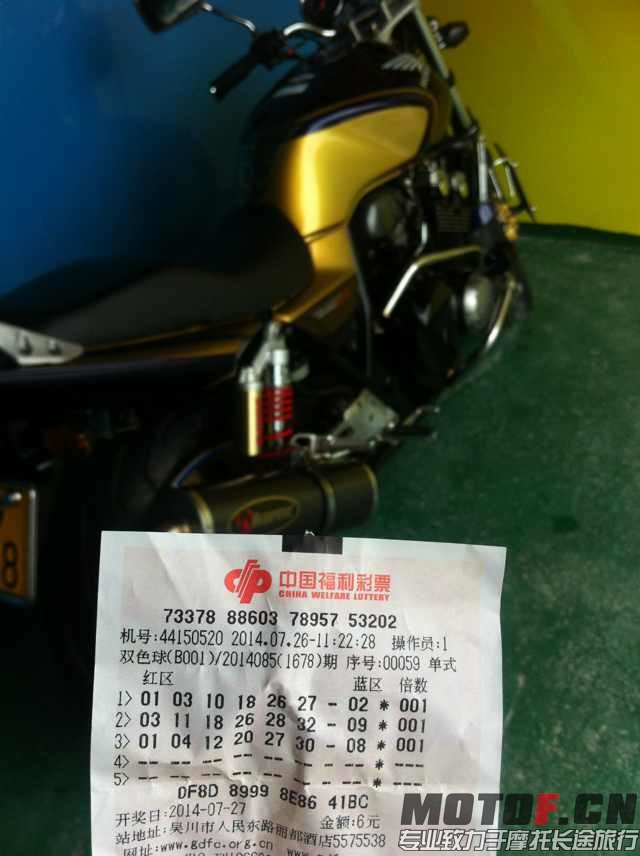 中国福利彩票
CHINA WELFARE LOTTERY
73378 88603 78957 53202
机号:44150520 2014.07.26-11:22:28 操作员:1
双色球(B001)/2014085(1678)期 序号:00059 单式
红区 蓝区 倍数
1> 01 03 10 18 26 27 - 02 * 001
2> 03 11 18 26 28 32 - 09 * 001
3> 01 04 12 20 27 30 - 08 * 001
4> -- -- -- -- -- -- - -- * ---
5> -- -- -- -- -- -- - -- * ---
0F8D 8999 8E86 41BC
开奖日:2014-07-27 金额:6元
站地址:吴川市人民东路丽都酒店5575538
网址:www.gdfc.org.cn
8
MOTOF.CN
专业致力于摩托长途旅行